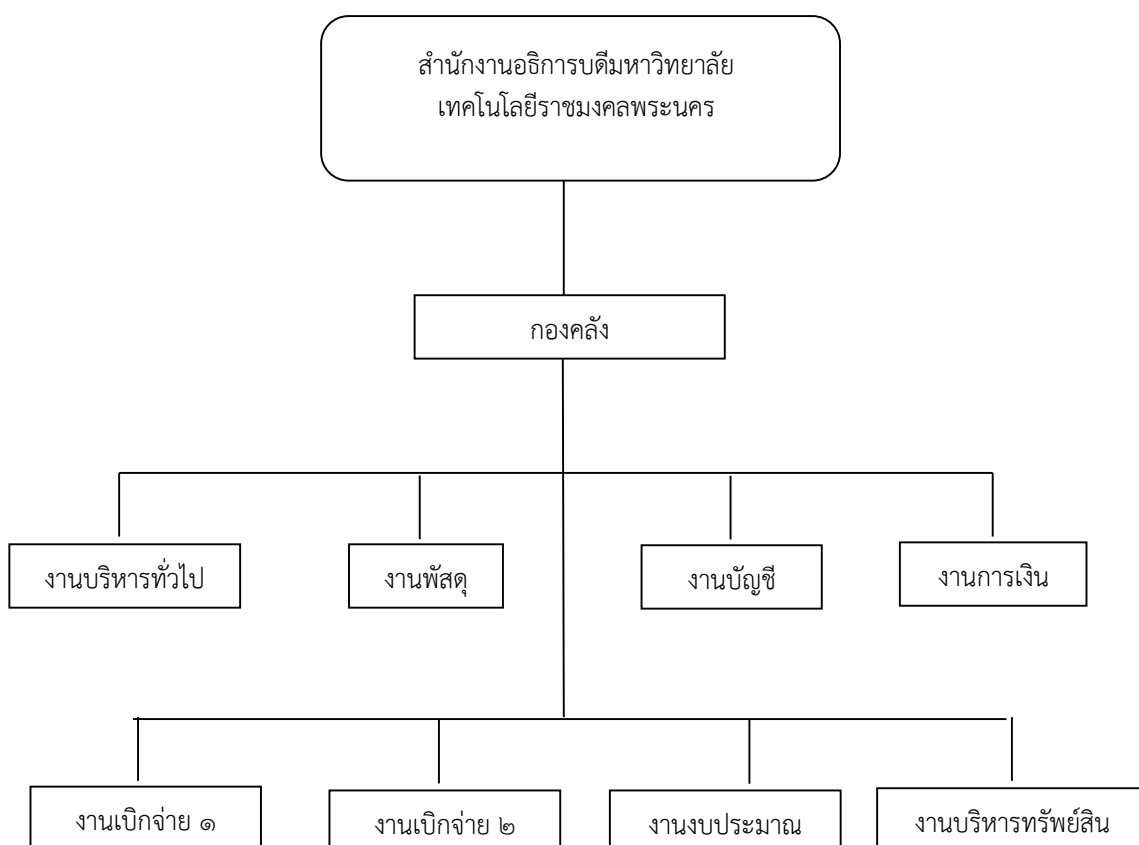 สำนักงานอธิการบดีมหาวิทยาลัย
เทคโนโลยีราชมงคลพระนคร
กองคลัง
งานบริหารทั่วไป
งานพัสดุ
งานบัญชี
งานการเงิน
งานเบิกจ่าย ๑
งานเบิกจ่าย ๒
งานงบประมาณ
งานบริหารทรัพย์สิน